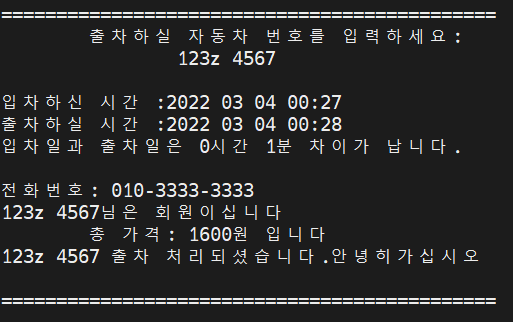 =============================================
출차하실 자동차 번호를 입력하세요:
123z 4567
입차하신 시간 :2022 03 04 00:27
출차하실 시간 :2022 03 04 00:28
입차일과 출차일은 0시간 1분 차이가 납니다.
전화번호: 010-3333-3333
123z 4567님은 회원이십니다
총 가격: 1600원 입니다
123z 4567 출차 처리되셨습니다.안녕히가십시오
=============================================